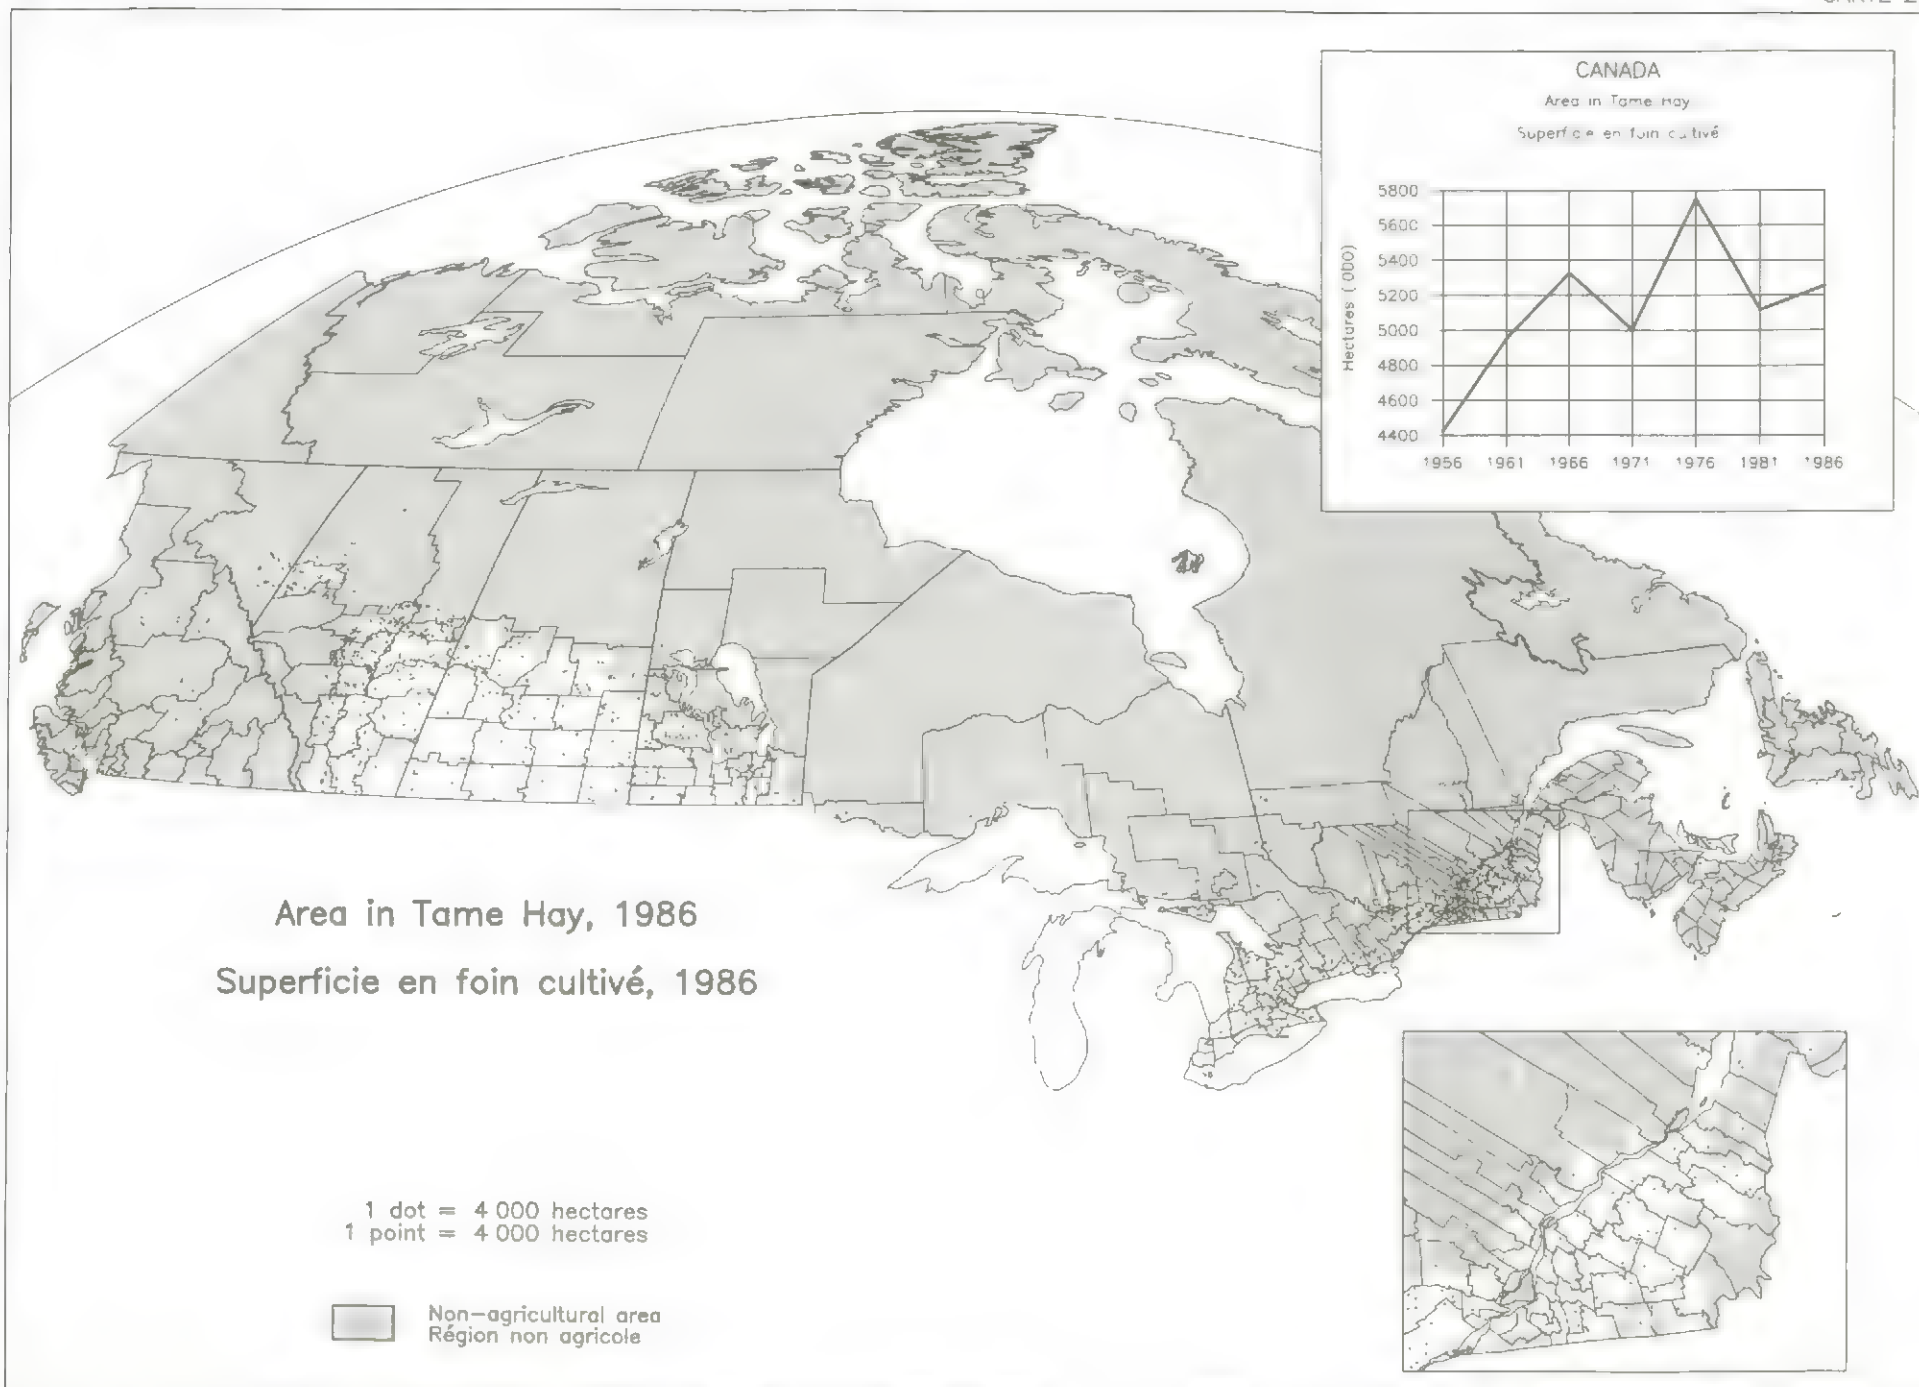 CANADA
Area in Tame Hay
Superficie en foin cultivé
Hectares (000)
5800
5600
5400
5200
5000
4800
4600
4400
1956 1961 1966 1971 1976 1981 1986
Area in Tame Hay, 1986
Superficie en foin cultivé, 1986
1 dot = 4 000 hectares
1 point = 4 000 hectares
Non-agricultural area
Région non agricole